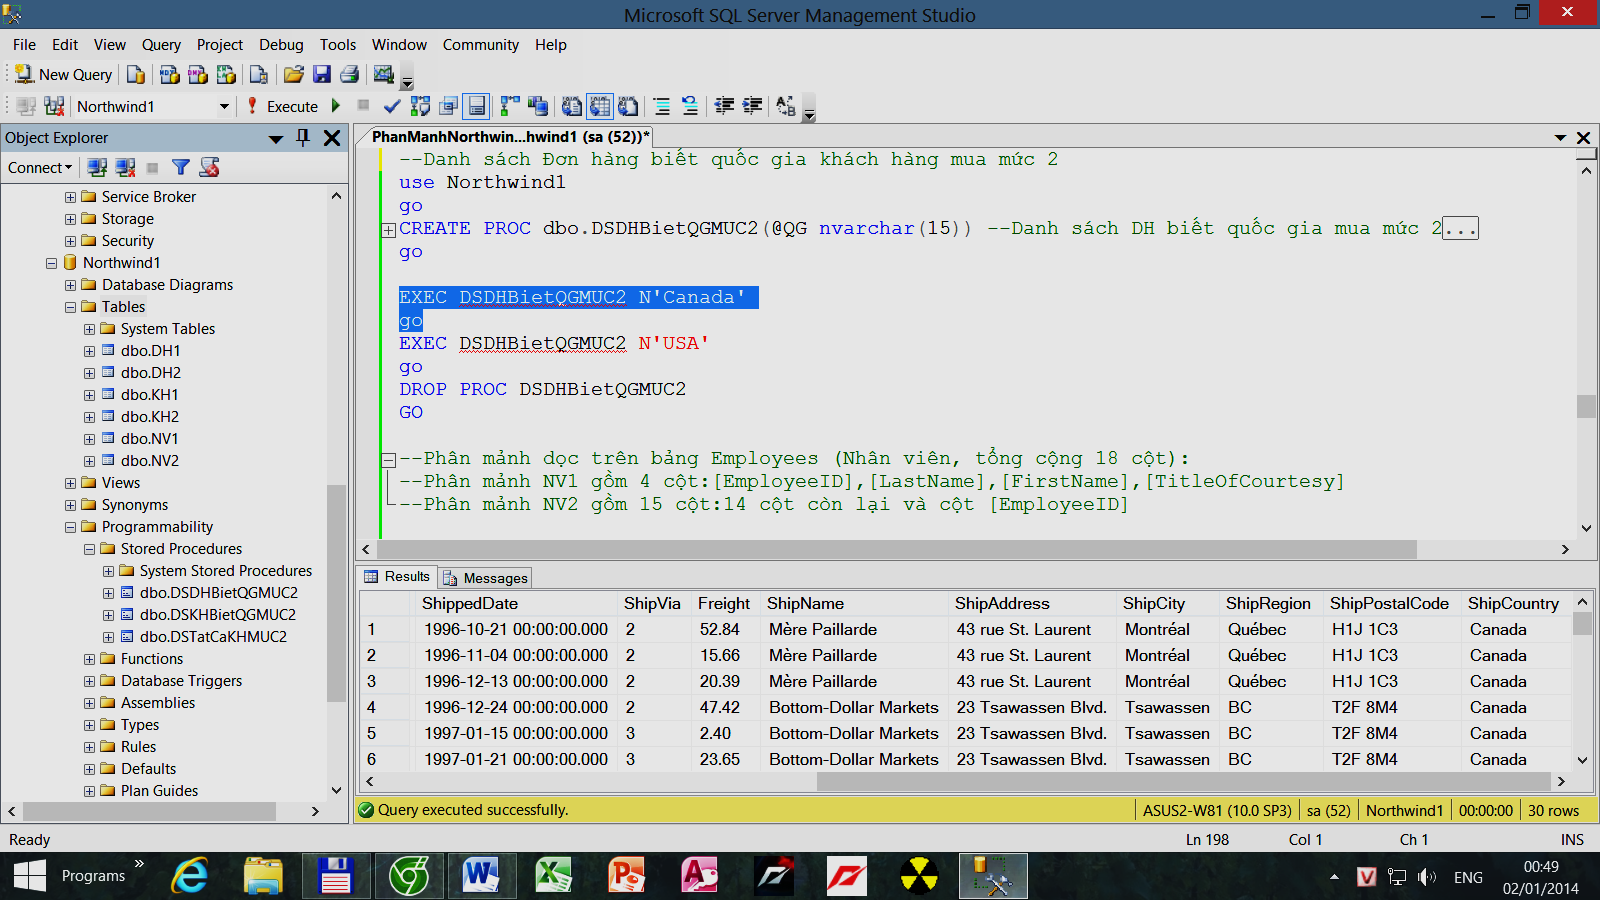 Microsoft SQL Server Management Studio
File Edit View Query Project Debug Tools Window Community Help
New Query
Northwind1 Execute
Object Explorer
Connect
Service Broker
Storage
Security
Northwind1
Database Diagrams
Tables
System Tables
dbo.DH1
dbo.DH2
dbo.KH1
dbo.KH2
dbo.NV1
dbo.NV2
Views
Synonyms
Programmability
Stored Procedures
System Stored Procedures
dbo.DSDHBietQGMUC2
dbo.DSKHBietQGMUC2
dbo.DSTatCaKHMUC2
Functions
Database Triggers
Assemblies
Types
Rules
Defaults
Plan Guides
PhanManhNorthwin...hwind1 (sa (52))*
--Danh sách Đơn hàng biết quốc gia khách hàng mua mức 2
use Northwind1
go
CREATE PROC dbo.DSDHBietQGMUC2(@QG nvarchar(15)) --Danh sách DH biết quốc gia mua mức 2...
go
EXEC DSDHBietQGMUC2 N'Canada'
go
EXEC DSDHBietQGMUC2 N'USA'
go
DROP PROC DSDHBietQGMUC2
GO
--Phân mảnh dọc trên bảng Employees (Nhân viên, tổng cộng 18 cột):
--Phân mảnh NV1 gồm 4 cột:[EmployeeID],[LastName],[FirstName],[TitleOfCourtesy]
--Phân mảnh NV2 gồm 15 cột:14 cột còn lại và cột [EmployeeID]
Results Messages
ShippedDate ShipVia Freight ShipName ShipAddress ShipCity ShipRegion ShipPostalCode ShipCountry
1 1996-10-21 00:00:00.000 2 52.84 Mère Paillarde 43 rue St. Laurent Montréal Québec H1J 1C3 Canada
2 1996-11-04 00:00:00.000 2 15.66 Mère Paillarde 43 rue St. Laurent Montréal Québec H1J 1C3 Canada
3 1996-12-13 00:00:00.000 2 20.39 Mère Paillarde 43 rue St. Laurent Montréal Québec H1J 1C3 Canada
4 1996-12-24 00:00:00.000 2 47.42 Bottom-Dollar Markets 23 Tsawassen Blvd. Tsawassen BC T2F 8M4 Canada
5 1997-01-15 00:00:00.000 3 2.40 Bottom-Dollar Markets 23 Tsawassen Blvd. Tsawassen BC T2F 8M4 Canada
6 1997-01-21 00:00:00.000 3 23.65 Bottom-Dollar Markets 23 Tsawassen Blvd. Tsawassen BC T2F 8M4 Canada
Query executed successfully. ASUS2-W81 (10.0 SP3) sa (52) Northwind1 00:00:00 30 rows
Ready Ln 198 Col 1 Ch 1 INS
Programs » ENG 00:49
02/01/2014